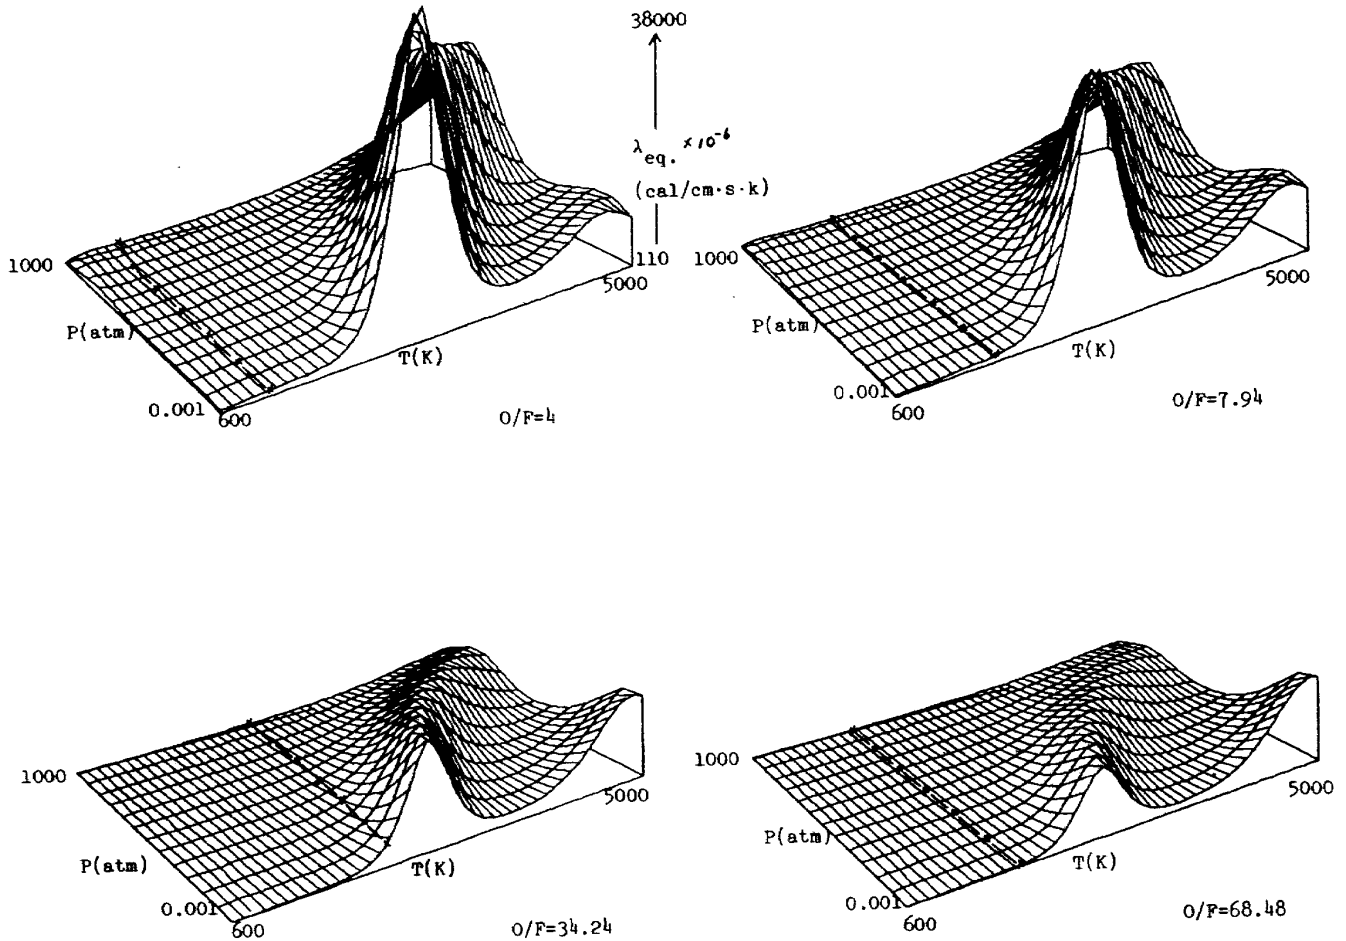 38000
λeq. ×10⁻⁶
(cal/cm·s·k)
110
1000
P(atm)
0.001
600
T(K)
5000
O/F=4
1000
P(atm)
0.001
600
T(K)
5000
O/F=7.94
1000
P(atm)
0.001
600
T(K)
5000
O/F=34.24
1000
P(atm)
0.001
600
T(K)
5000
O/F=68.48